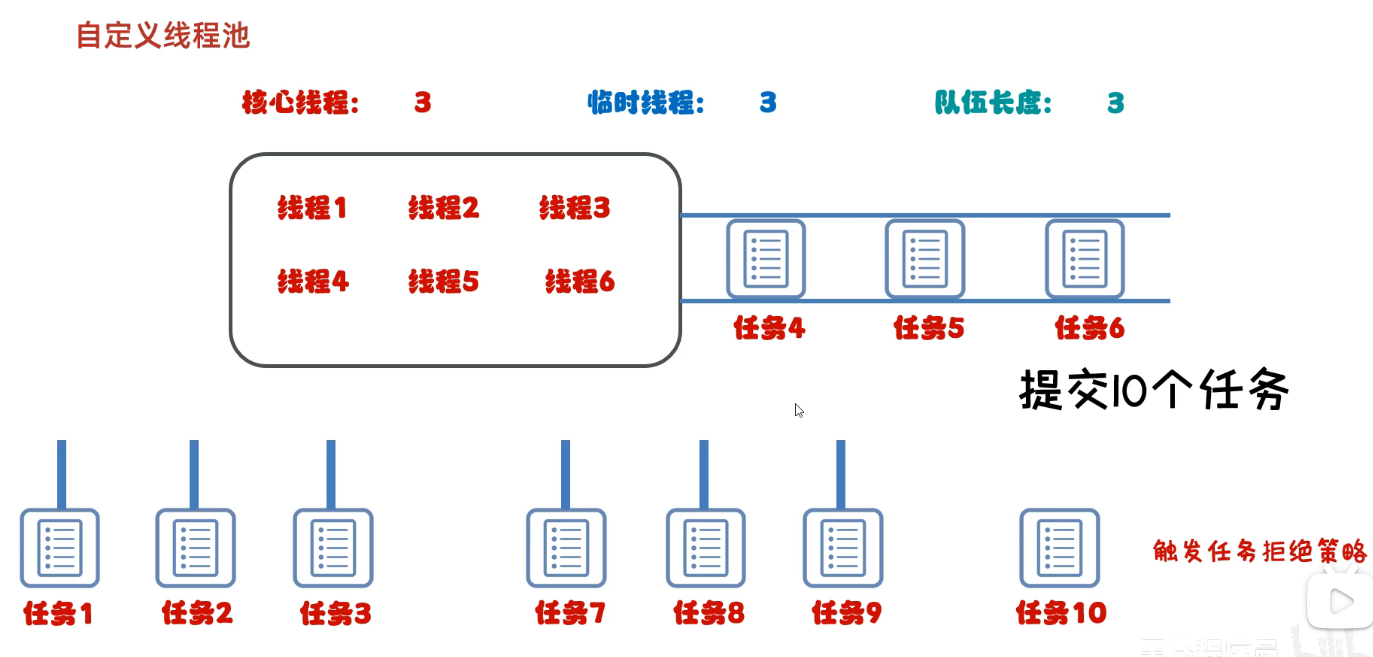 自定义线程池
核心线程: 3 临时线程: 3 队伍长度: 3
线程1 线程2 线程3
线程4 线程5 线程6
任务4 任务5 任务6
提交10个任务
触发任务拒绝策略
任务1 任务2 任务3 任务7 任务8 任务9 任务10